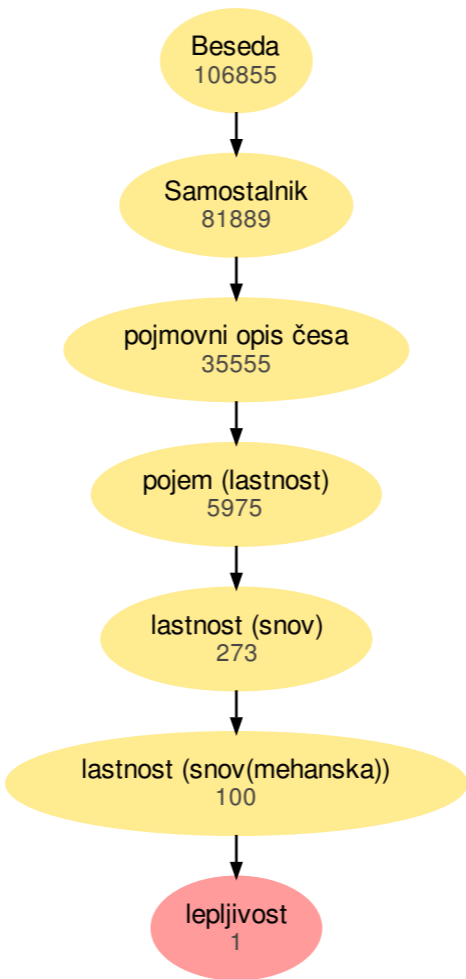 Beseda
106855
Samostalnik
81889
pojmovni opis česa
35555
pojem (lastnost)
5975
lastnost (snov)
273
lastnost (snov(mehanska))
100
lepljivost
1